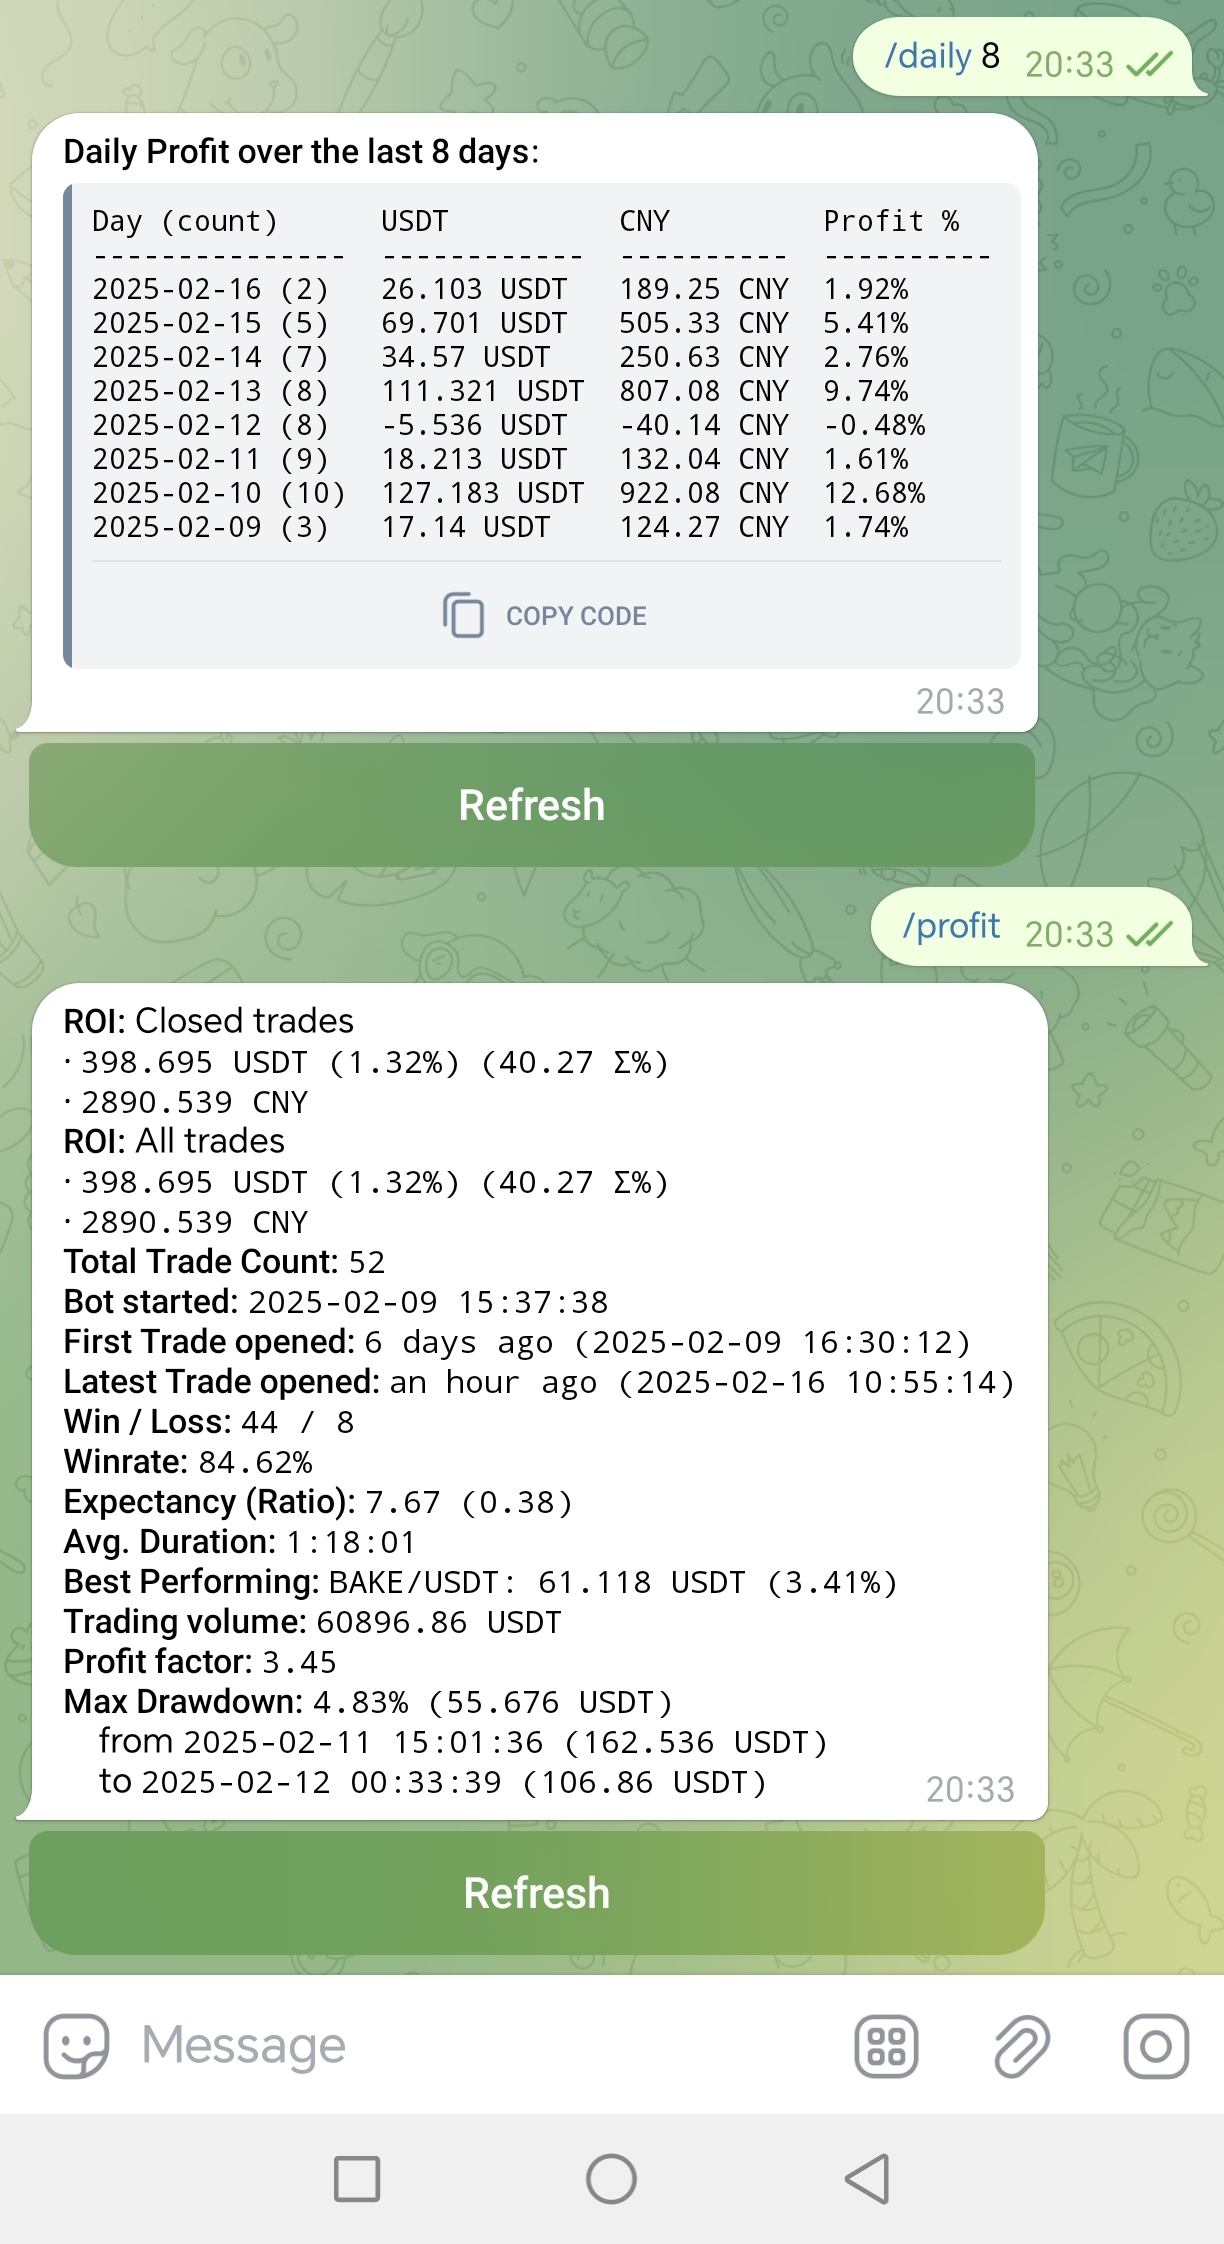 /daily 8 20:33
Daily Profit over the last 8 days:
Day (count) USDT CNY Profit %
--------------- ------------ ---------- ----------
2025-02-16 (2) 26.103 USDT 189.25 CNY 1.92%
2025-02-15 (5) 69.701 USDT 505.33 CNY 5.41%
2025-02-14 (7) 34.57 USDT 250.63 CNY 2.76%
2025-02-13 (8) 111.321 USDT 807.08 CNY 9.74%
2025-02-12 (8) -5.536 USDT -40.14 CNY -0.48%
2025-02-11 (9) 18.213 USDT 132.04 CNY 1.61%
2025-02-10 (10) 127.183 USDT 922.08 CNY 12.68%
2025-02-09 (3) 17.14 USDT 124.27 CNY 1.74%
COPY CODE
20:33
Refresh
/profit 20:33
ROI: Closed trades
· 398.695 USDT (1.32%) (40.27 Σ%)
· 2890.539 CNY
ROI: All trades
· 398.695 USDT (1.32%) (40.27 Σ%)
· 2890.539 CNY
Total Trade Count: 52
Bot started: 2025-02-09 15:37:38
First Trade opened: 6 days ago (2025-02-09 16:30:12)
Latest Trade opened: an hour ago (2025-02-16 10:55:14)
Win / Loss: 44 / 8
Winrate: 84.62%
Expectancy (Ratio): 7.67 (0.38)
Avg. Duration: 1:18:01
Best Performing: BAKE/USDT: 61.118 USDT (3.41%)
Trading volume: 60896.86 USDT
Profit factor: 3.45
Max Drawdown: 4.83% (55.676 USDT)
from 2025-02-11 15:01:36 (162.536 USDT)
to 2025-02-12 00:33:39 (106.86 USDT)
20:33
Refresh
Message